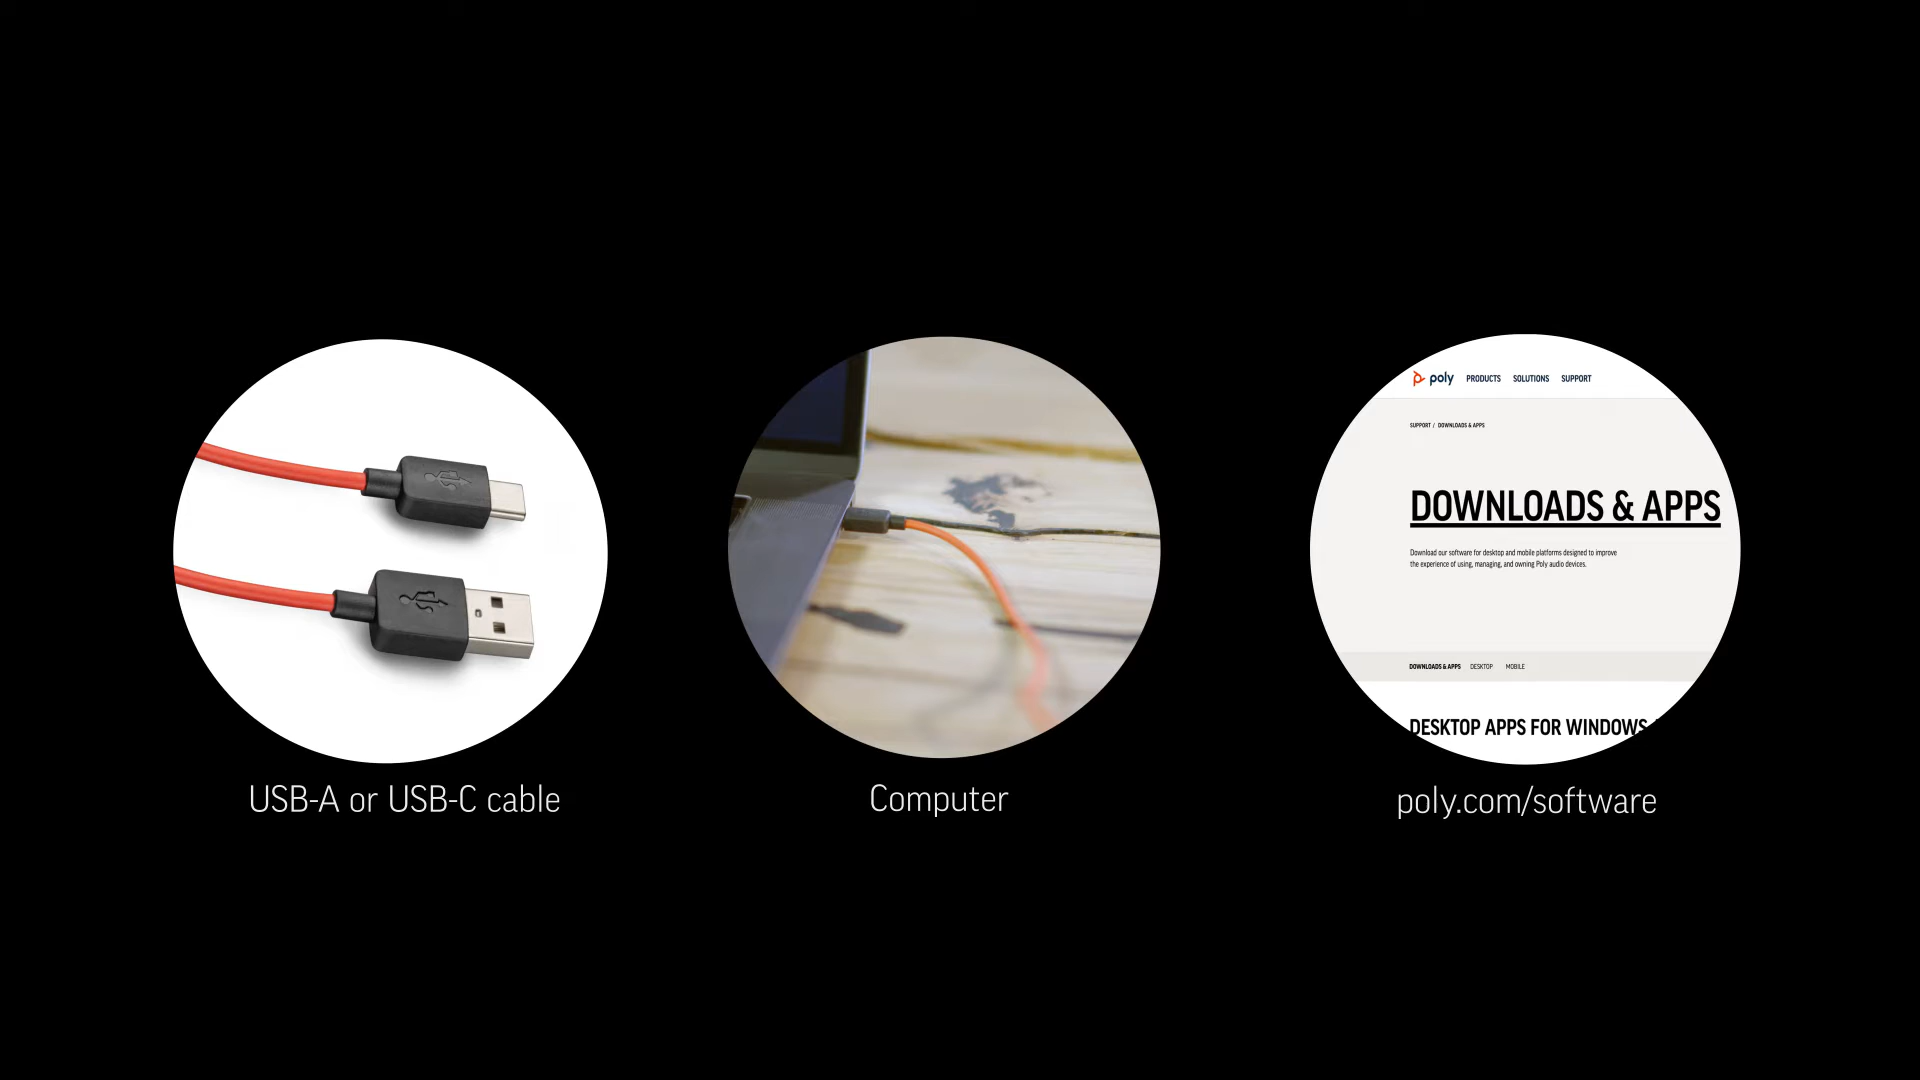 poly PRODUCTS SOLUTIONS SUPPORT
SUPPORT / DOWNLOADS & APPS
DOWNLOADS & APPS
Download our software for desktop and mobile platforms designed to improve
the experience of using, managing, and owning Poly audio devices.
DOWNLOADS & APPS DESKTOP MOBILE
DESKTOP APPS FOR WINDOWS
USB-A or USB-C cable
Computer
poly.com/software